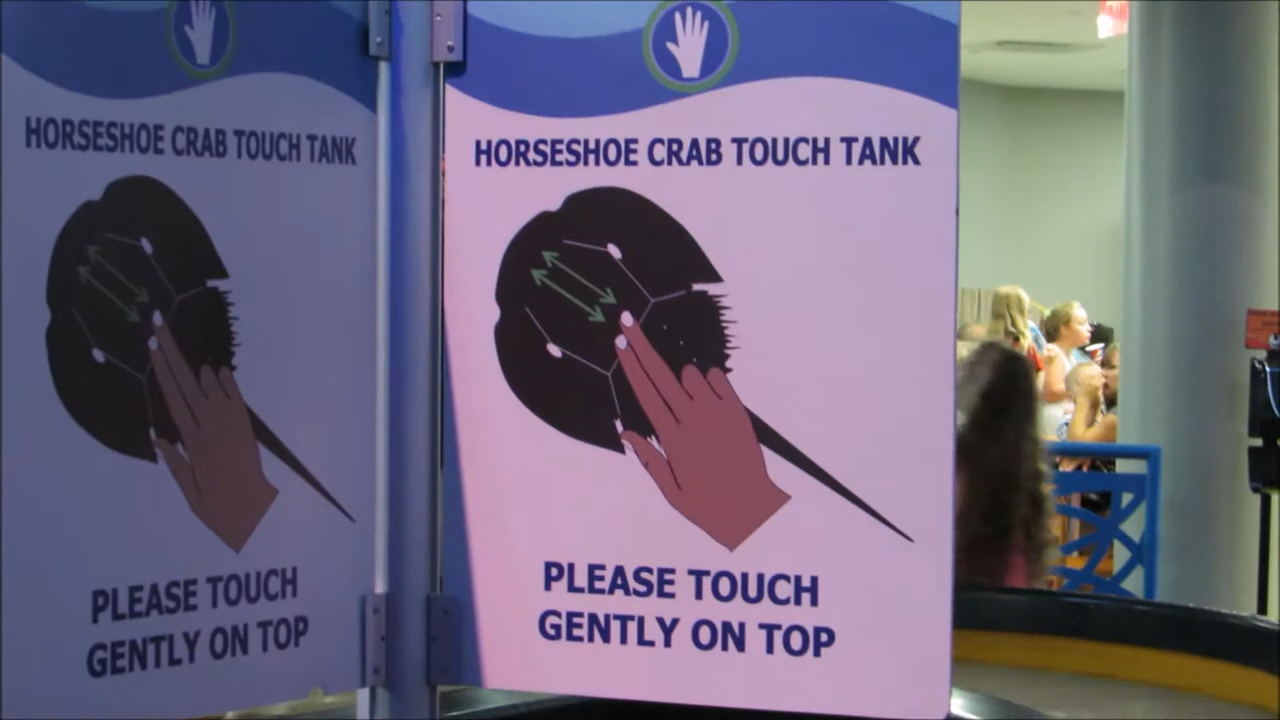 HORSESHOE CRAB TOUCH TANK
PLEASE TOUCH
GENTLY ON TOP
HORSESHOE CRAB TOUCH TANK
PLEASE TOUCH
GENTLY ON TOP